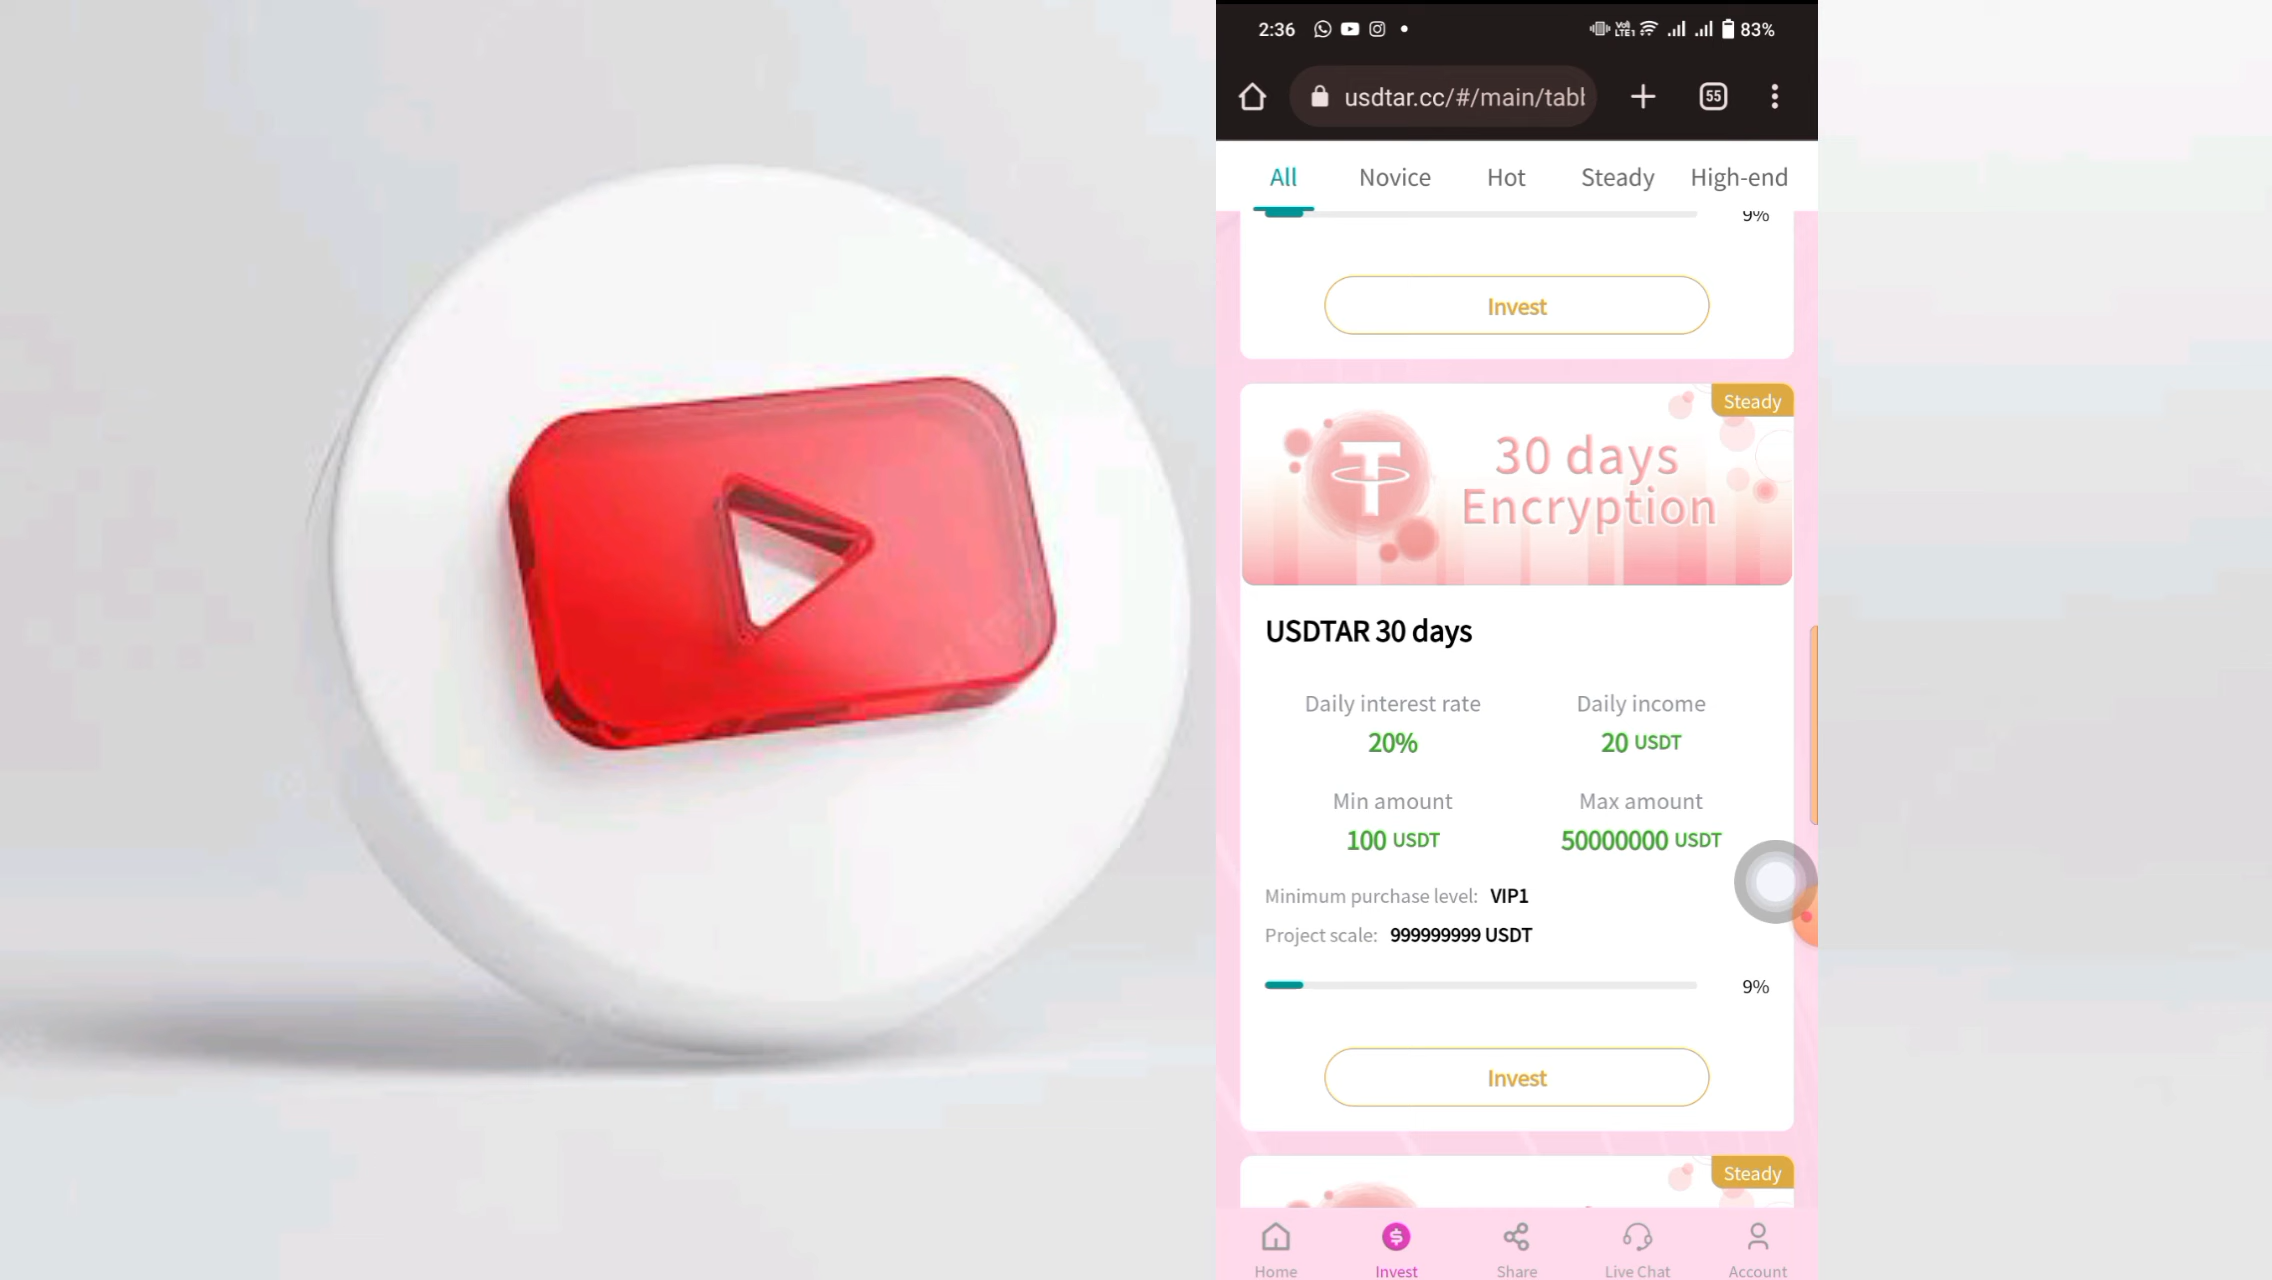 2:36
83%
usdtar.cc/#/main/tab
55
All Novice Hot Steady High-end
9%
Invest
Steady
30 days
Encryption
USDTAR 30 days
Daily interest rate Daily income
20% 20 USDT
Min amount Max amount
100 USDT 50000000 USDT
Minimum purchase level: VIP1
Project scale: 999999999 USDT
9%
Invest
Steady
Home Invest Share Live Chat Account